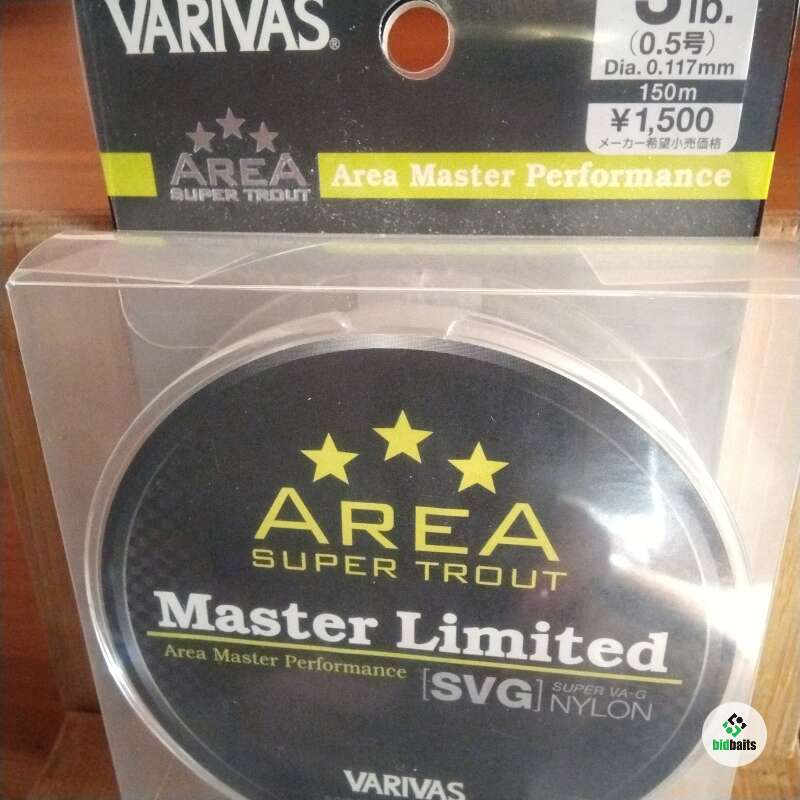 VARIVAS®
lb.
(0.5号)
Dia. 0.117mm
150m
¥1,500
メーカー希望小売価格
AREA
SUPER TROUT
Area Master Performance
AREA
SUPER TROUT
Master Limited
Area Master Performance
[SVG] SUPER VA-G
NYLON
VARIVAS
bidbaits